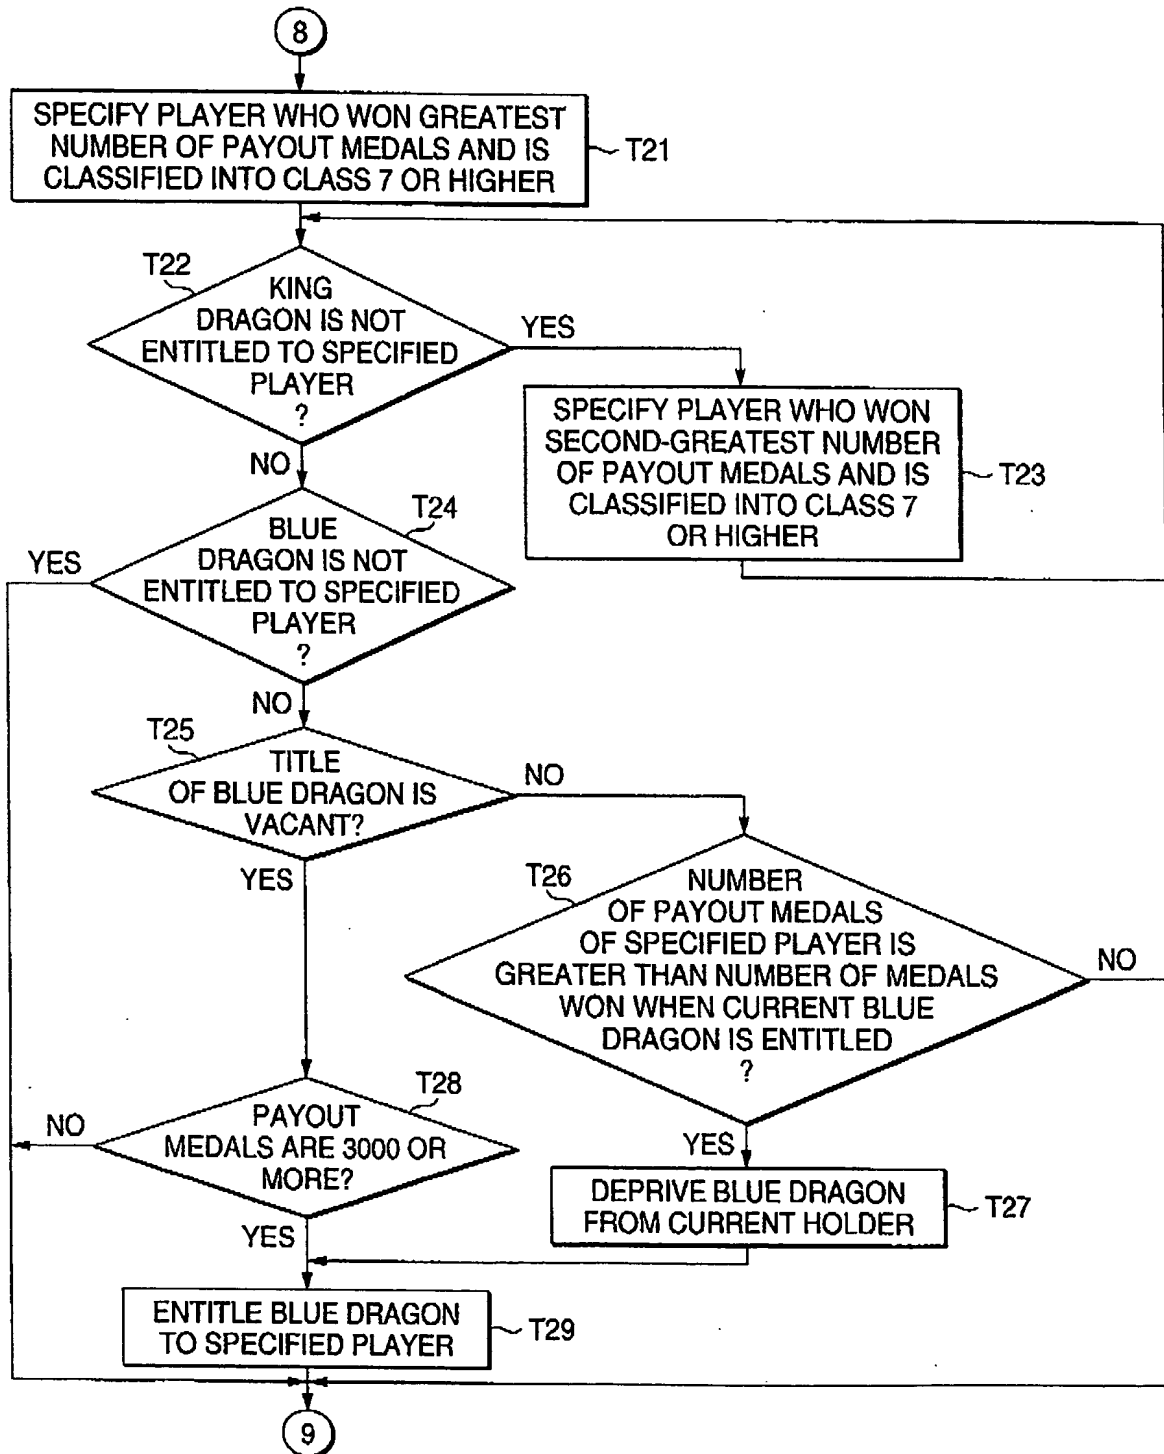 8
SPECIFY PLAYER WHO WON GREATEST
NUMBER OF PAYOUT MEDALS AND IS
CLASSIFIED INTO CLASS 7 OR HIGHER
T21
T22
KING
DRAGON IS NOT
ENTITLED TO SPECIFIED
PLAYER
?
YES
NO
SPECIFY PLAYER WHO WON
SECOND-GREATEST NUMBER
OF PAYOUT MEDALS AND IS
CLASSIFIED INTO CLASS 7
OR HIGHER
T23
T24
BLUE
DRAGON IS NOT
ENTITLED TO SPECIFIED
PLAYER
?
YES
NO
T25
TITLE
OF BLUE DRAGON IS
VACANT?
NO
YES
T26
NUMBER
OF PAYOUT MEDALS
OF SPECIFIED PLAYER IS
GREATER THAN NUMBER OF MEDALS
WON WHEN CURRENT BLUE
DRAGON IS ENTITLED
?
NO
YES
T28
PAYOUT
MEDALS ARE 3000 OR
MORE?
NO
YES
DEPRIVE BLUE DRAGON
FROM CURRENT HOLDER
T27
ENTITLE BLUE DRAGON
TO SPECIFIED PLAYER
T29
9